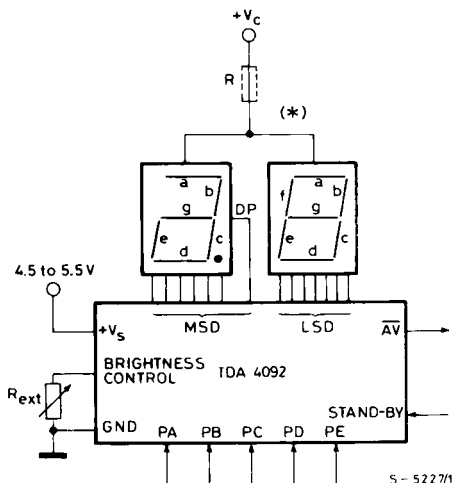 +Vc
R
(*)
a
b
g
e
d
c
DP
a
f
b
g
e
d
c
4.5 to 5.5 V
+Vs
MSD
LSD
AV
BRIGHTNESS
CONTROL
TDA 4092
Rext
STAND-BY
GND
PA PB PC PD PE
S-5227/1